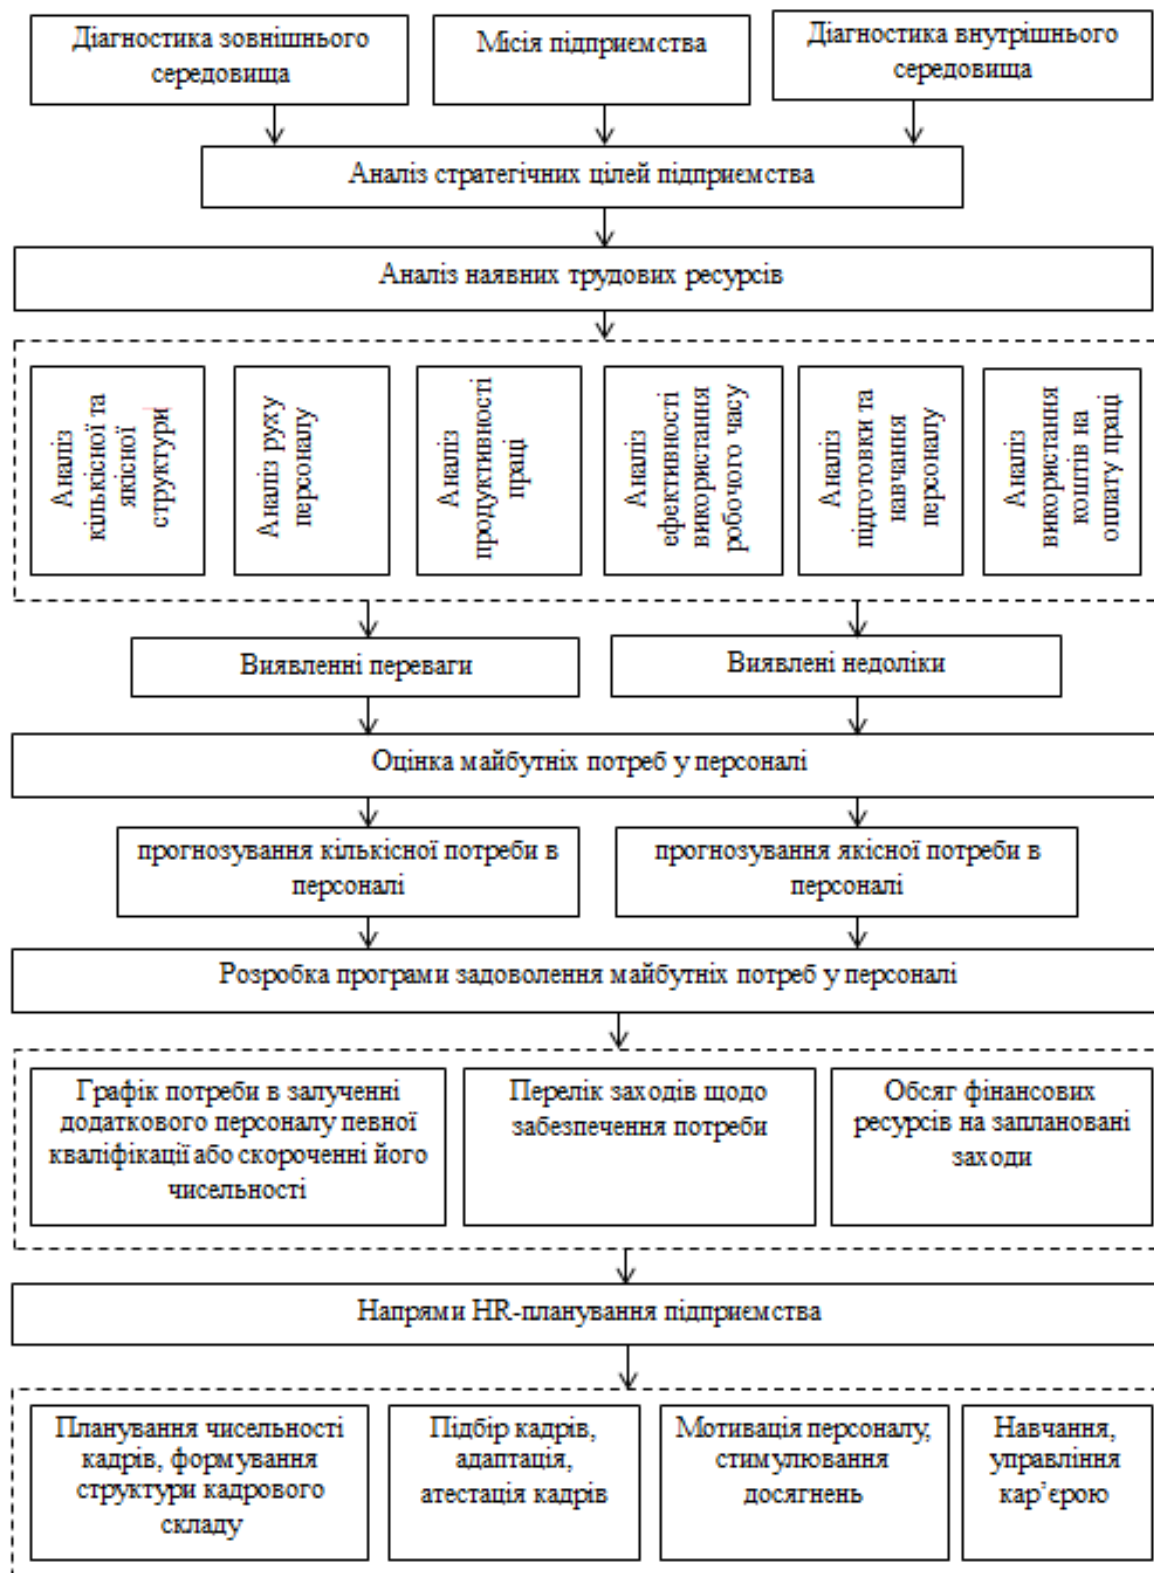 Діагностика зовнішнього
середовища
Місія підприємства
Діагностика внутрішнього
середовища
Аналіз стратегічних цілей підприємства
Аналіз наявних трудових ресурсів
Аналіз
кількісної та
якісної
структури
Аналіз руху
персоналу
Аналіз
продуктивності
праці
Аналіз
ефективності
використання
робочого часу
Аналіз
підготовки та
навчання
персоналу
Аналіз
використання
коштів на
оплату праці
Виявленні переваги
Виявлені недоліки
Оцінка майбутніх потреб у персоналі
прогнозування кількісної потреби в
персоналі
прогнозування якісної потреби в
персоналі
Розробка програми задоволення майбутніх потреб у персоналі
Графік потреби в залученні
додаткового персоналу певної
кваліфікації або скороченні його
чисельності
Перелік заходів щодо
забезпечення потреби
Обсяг фінансових
ресурсів на заплановані
заходи
Напрями HR-планування підприємства
Планування чисельності
кадрів, формування
структури кадрового
складу
Підбір кадрів,
адаптація,
атестація кадрів
Мотивація персоналу,
стимулювання
досягнень
Навчання,
управління
кар’єрою